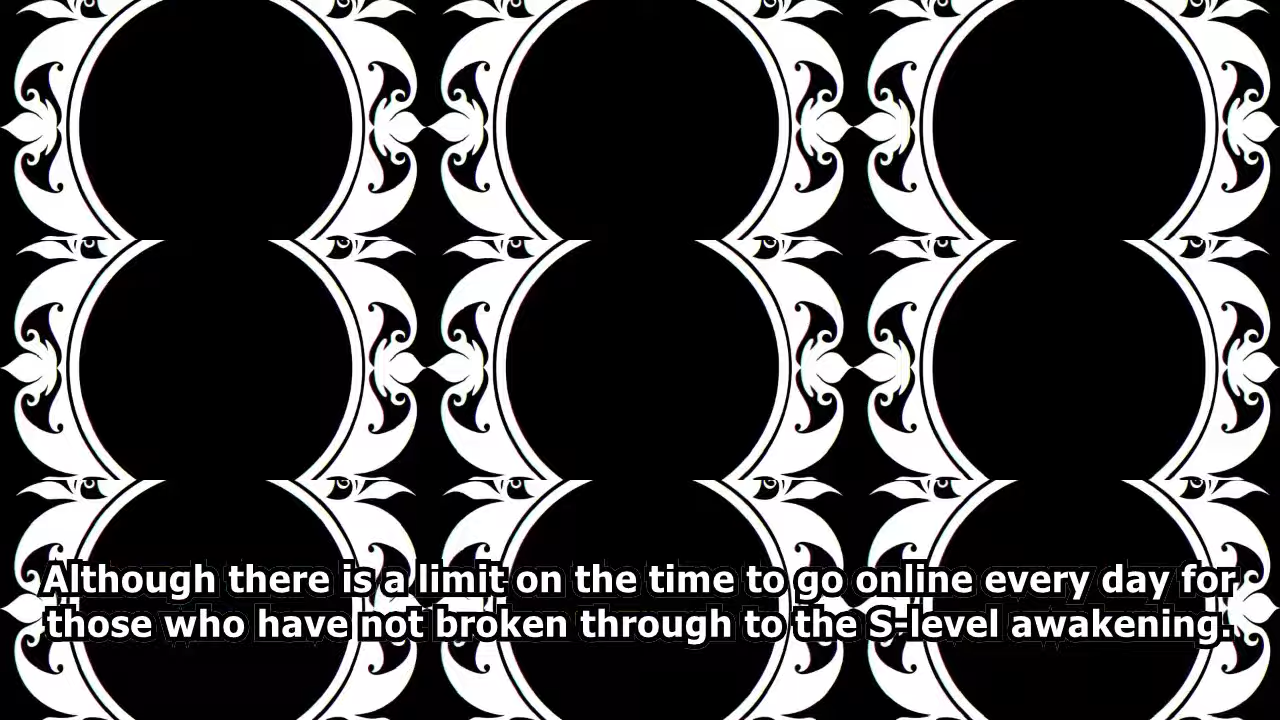 Although there is a limit on the time to go online every day for
those who have not broken through to the S-level awakening.